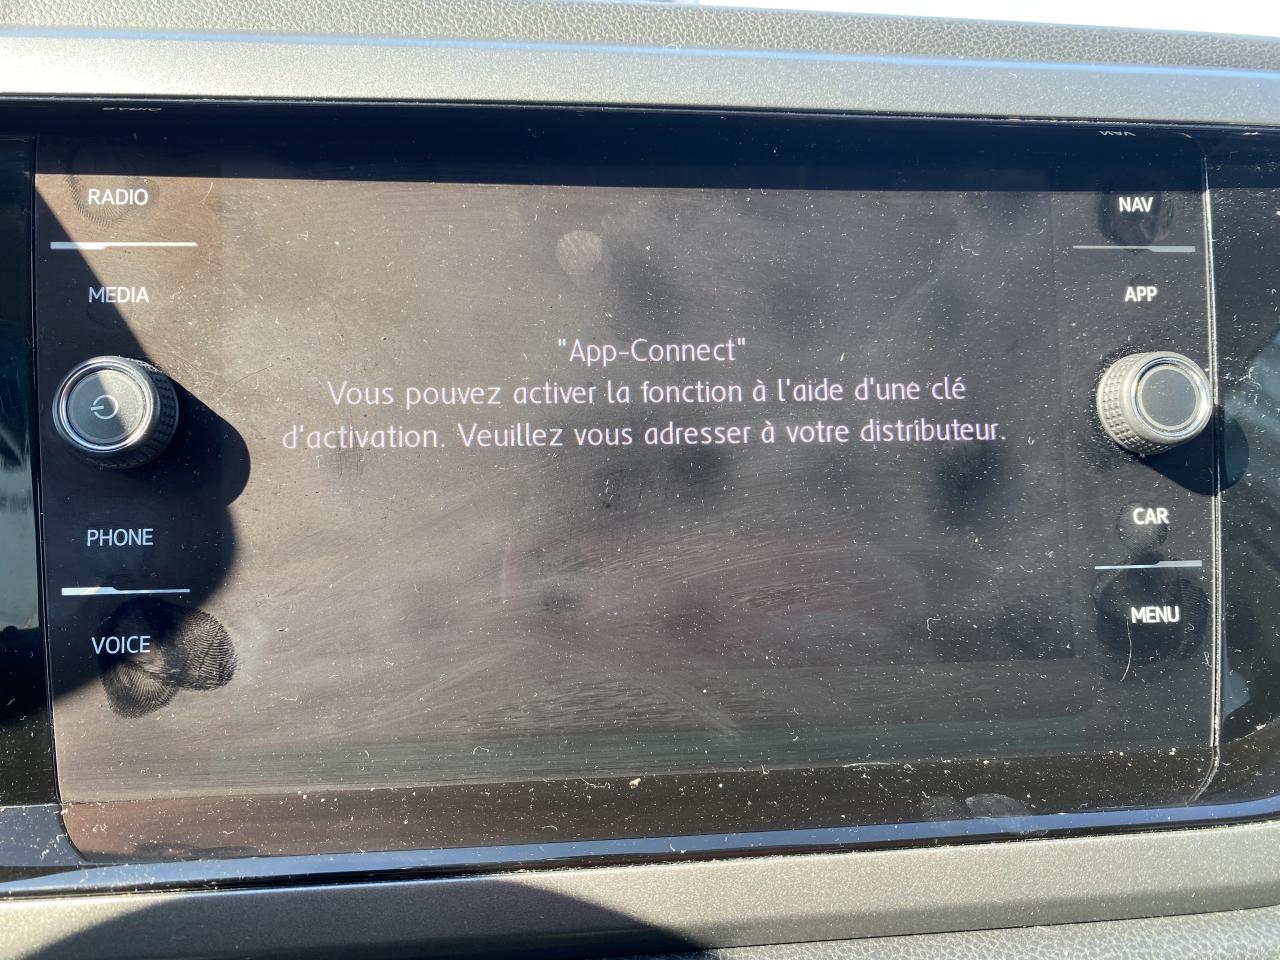 RADIO
MEDIA
PHONE
VOICE
"App-Connect"
Vous pouvez activer la fonction à l'aide d'une clé
d'activation. Veuillez vous adresser à votre distributeur.
NAV
APP
CAR
MENU